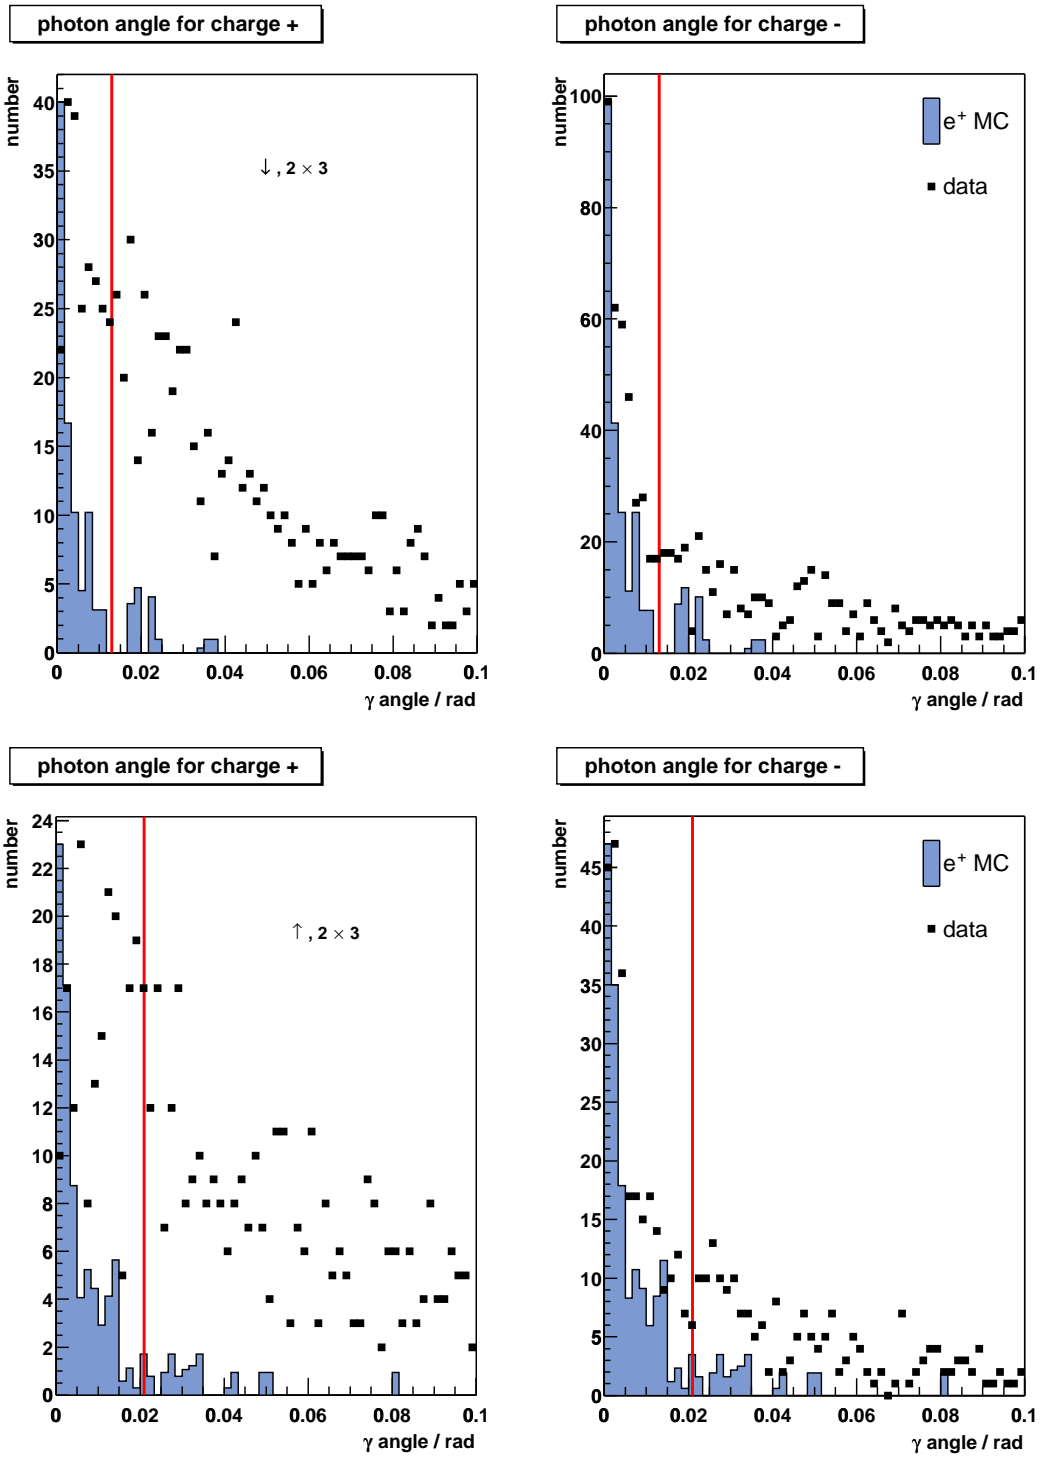 photon angle for charge +
number
40
35
30
25
20
15
10
5
0
↓ , 2 × 3
0 0.02 0.04 0.06 0.08 0.1
γ angle / rad
photon angle for charge -
number
100
80
60
40
20
0
e⁺ MC
data
0 0.02 0.04 0.06 0.08 0.1
γ angle / rad
photon angle for charge +
number
24
22
20
18
16
14
12
10
8
6
4
2
0
↑ , 2 × 3
0 0.02 0.04 0.06 0.08 0.1
γ angle / rad
photon angle for charge -
number
45
40
35
30
25
20
15
10
5
0
e⁺ MC
data
0 0.02 0.04 0.06 0.08 0.1
γ angle / rad